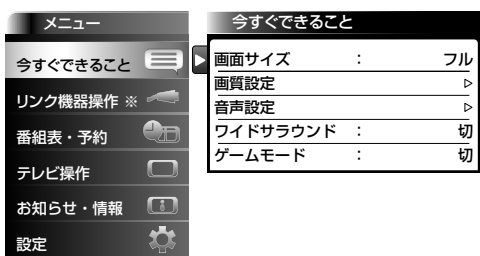 メニュー
今すぐできること
リンク機器操作 ※
番組表・予約
テレビ操作
お知らせ・情報
設定
今すぐできること
画面サイズ : フル
画質設定 ▷
音声設定 ▷
ワイドサラウンド : 切
ゲームモード : 切